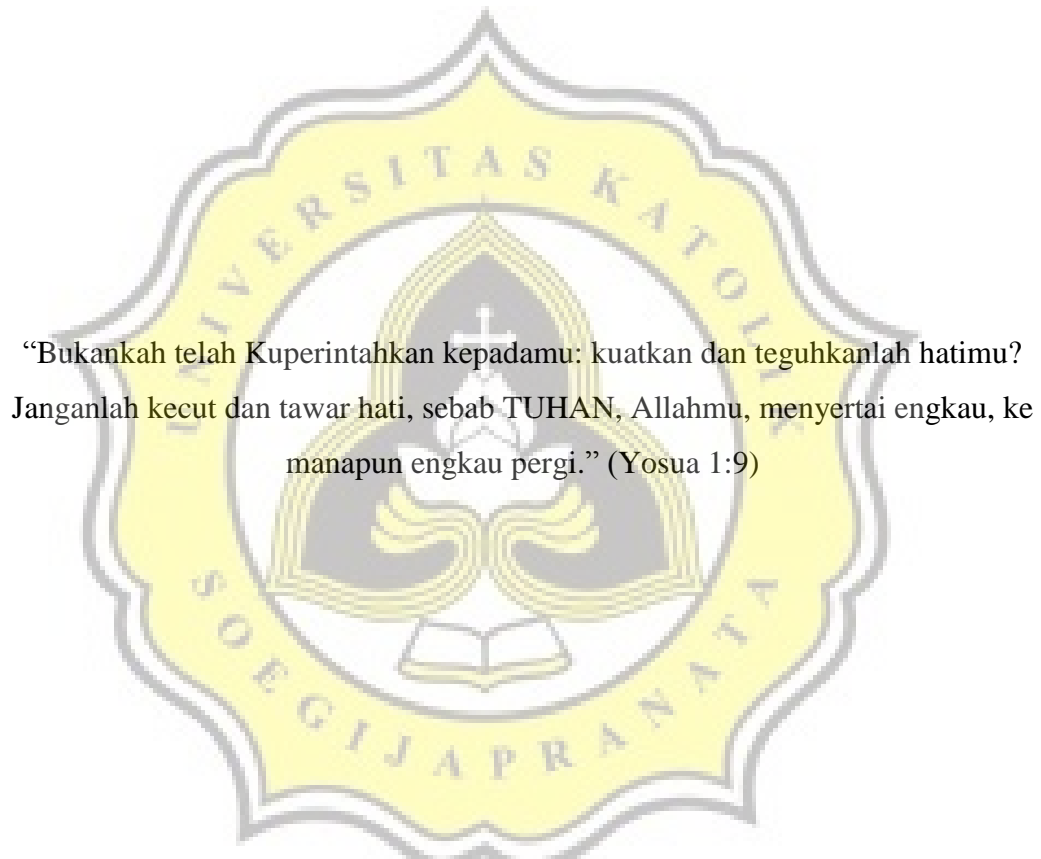 UNIVERSITAS KATOLIK
“Bukankah telah Kuperintahkan kepadamu: kuatkan dan teguhkanlah hatimu?
Janganlah kecut dan tawar hati, sebab TUHAN, Allahmu, menyertai engkau, ke
manapun engkau pergi.” (Yosua 1:9)
SOEGIJAPRANATA